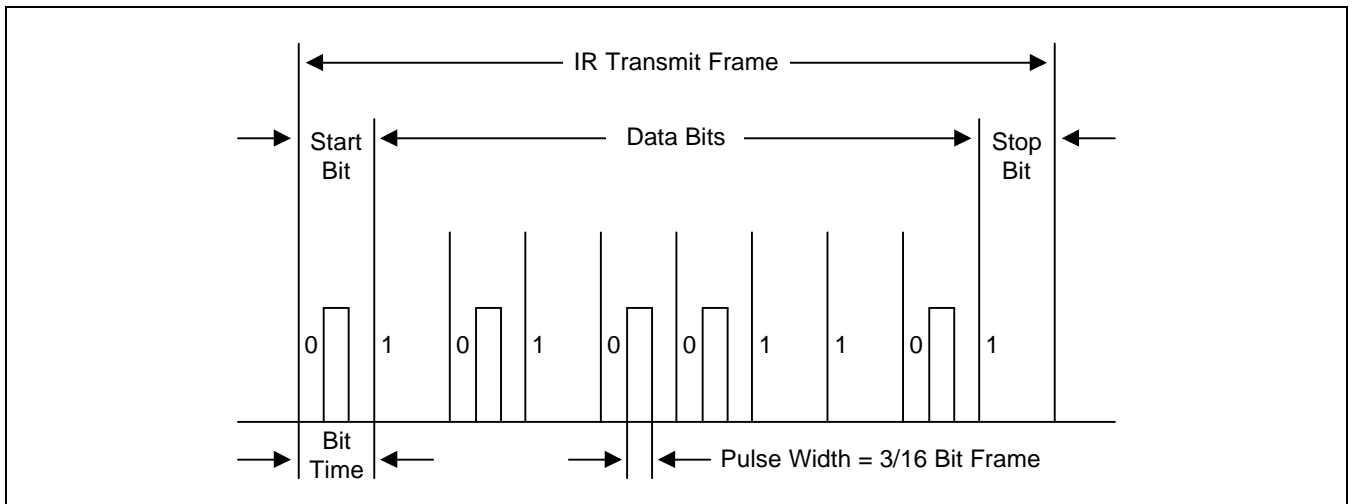 IR Transmit Frame
Start
Bit
Data Bits
Stop
Bit
0 1 0 1 0 0 1 1 0 1
Bit
Time
Pulse Width = 3/16 Bit Frame